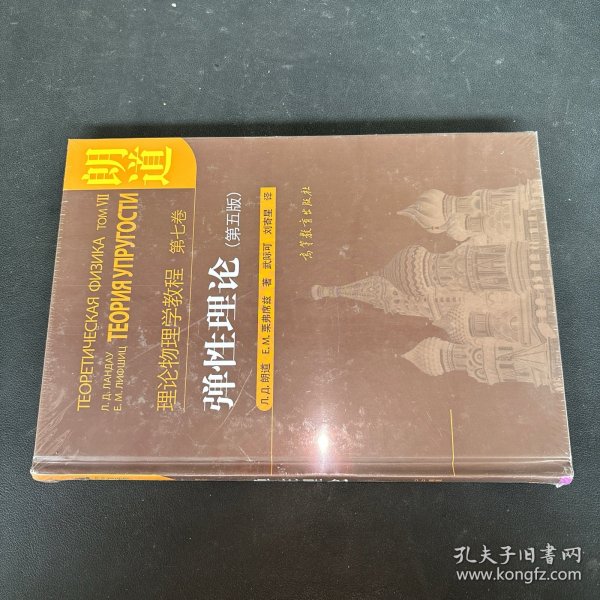 朗道
ТЕОРЕТИЧЕСКАЯ ФИЗИКА ТОМ VII
Л. Д. ЛАНДАУ
Е. М. ЛИФШИЦ
ТЕОРИЯ УПРУГОСТИ
理论物理学教程 第七卷
弹性理论(第五版)
Л. Д. 朗道 Е. М. 栗弗席兹 著 武际可 刘寄星 译
高等教育出版社
孔夫子旧书网
www.kongfz.com